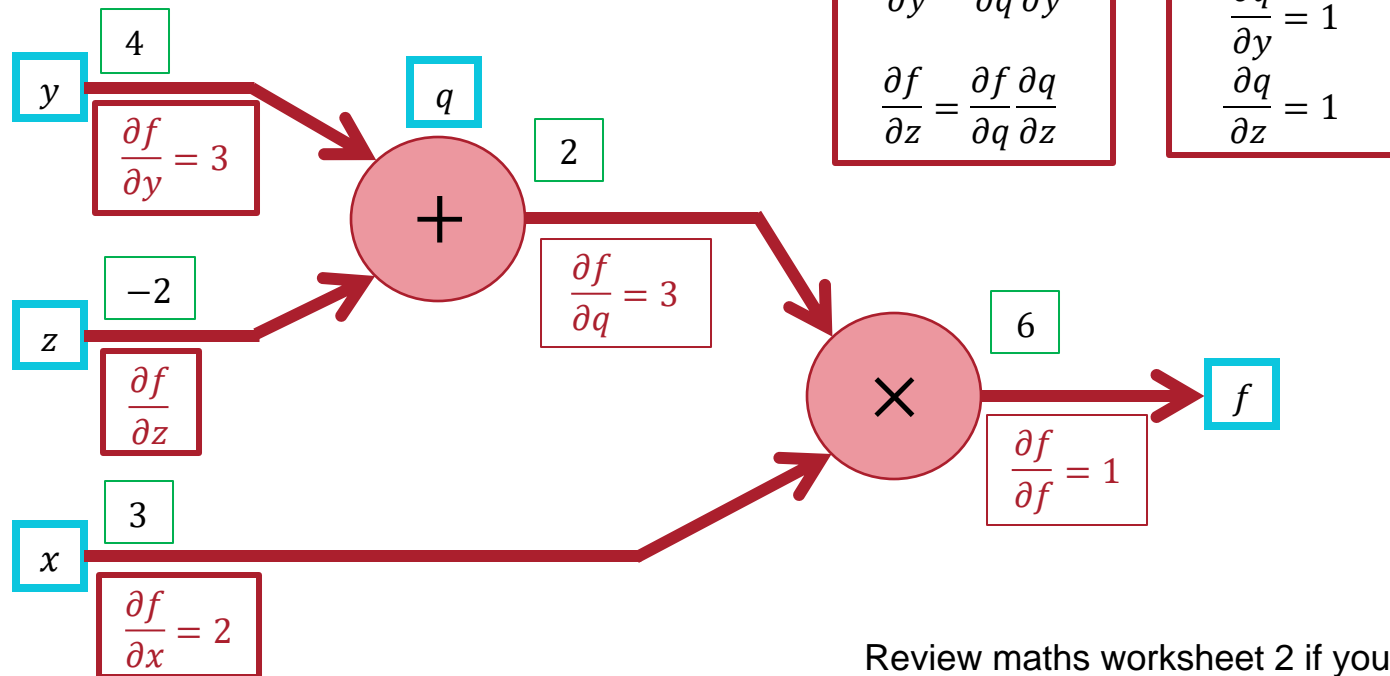 4
y
∂f/∂y = 3
q
2
+
∂f/∂q = 3
−2
z
∂f/∂z
3
x
∂f/∂x = 2
×
6
∂f/∂f = 1
f
∂y ∂q ∂y
∂f/∂z = ∂f/∂q ∂q/∂z
∂q/∂y = 1
∂q/∂z = 1
Review maths worksheet 2 if you